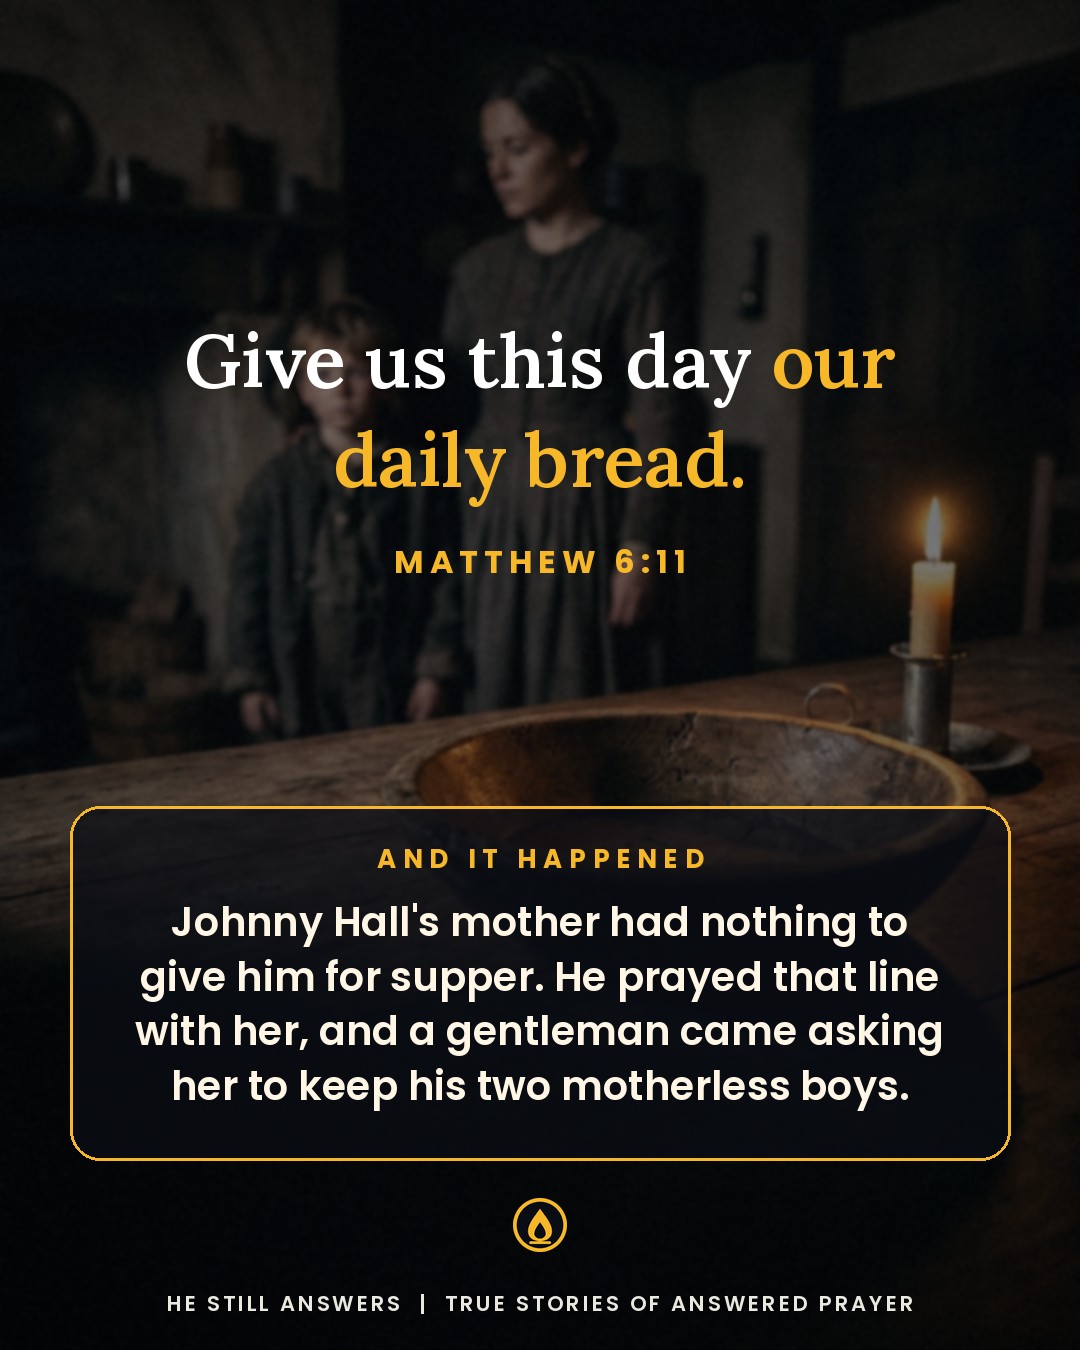 Give us this day our
daily bread.
MATTHEW 6:11
AND IT HAPPENED
Johnny Hall's mother had nothing to
give him for supper. He prayed that line
with her, and a gentleman came asking
her to keep his two motherless boys.
HE STILL ANSWERS | TRUE STORIES OF ANSWERED PRAYER